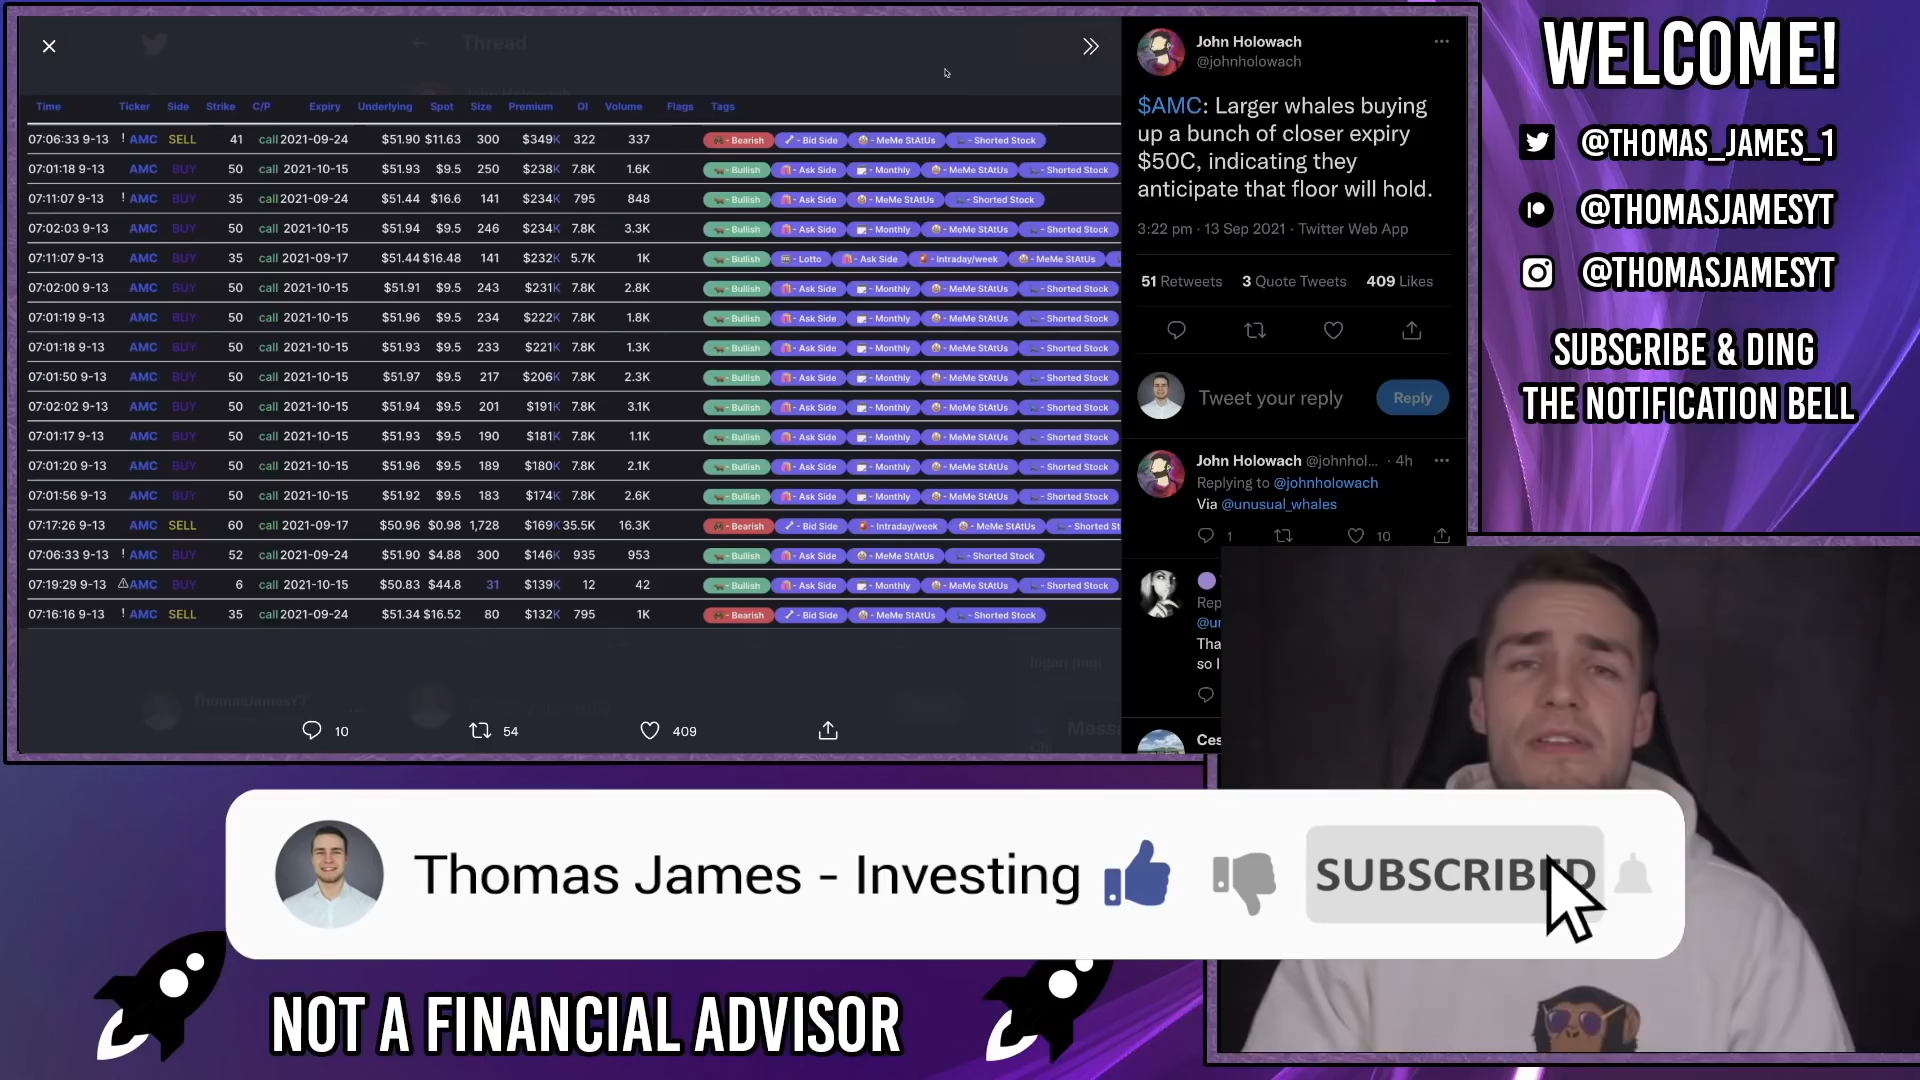 Thread
Time Ticker Side Strike C/P Expiry Underlying Spot Size Premium OI Volume Flags Tags
07:06:33 9-13 ! AMC SELL 41 call 2021-09-24 $51.90 $11.63 300 $349K 322 337 - Bearish - Bid Side - MeMe StAtUs - Shorted Stock
07:01:18 9-13 AMC BUY 50 call 2021-10-15 $51.93 $9.5 250 $238K 7.8K 1.6K - Bullish - Ask Side - Monthly - MeMe StAtUs - Shorted Stock
07:11:07 9-13 ! AMC BUY 35 call 2021-09-24 $51.44 $16.6 141 $234K 795 848 - Bullish - Ask Side - MeMe StAtUs - Shorted Stock
07:02:03 9-13 AMC BUY 50 call 2021-10-15 $51.94 $9.5 246 $234K 7.8K 3.3K - Bullish - Ask Side - Monthly - MeMe StAtUs - Shorted Stock
07:11:07 9-13 AMC BUY 35 call 2021-09-17 $51.44 $16.48 141 $232K 5.7K 1K - Bullish - Lotto - Ask Side - Intraday/week - MeMe StAtUs
07:02:00 9-13 AMC BUY 50 call 2021-10-15 $51.91 $9.5 243 $231K 7.8K 2.8K - Bullish - Ask Side - Monthly - MeMe StAtUs - Shorted Stock
07:01:19 9-13 AMC BUY 50 call 2021-10-15 $51.96 $9.5 234 $222K 7.8K 1.8K - Bullish - Ask Side - Monthly - MeMe StAtUs - Shorted Stock
07:01:18 9-13 AMC BUY 50 call 2021-10-15 $51.93 $9.5 233 $221K 7.8K 1.3K - Bullish - Ask Side - Monthly - MeMe StAtUs - Shorted Stock
07:01:50 9-13 AMC BUY 50 call 2021-10-15 $51.97 $9.5 217 $206K 7.8K 2.3K - Bullish - Ask Side - Monthly - MeMe StAtUs - Shorted Stock
07:02:02 9-13 AMC BUY 50 call 2021-10-15 $51.94 $9.5 201 $191K 7.8K 3.1K - Bullish - Ask Side - Monthly - MeMe StAtUs - Shorted Stock
07:01:17 9-13 AMC BUY 50 call 2021-10-15 $51.93 $9.5 190 $181K 7.8K 1.1K - Bullish - Ask Side - Monthly - MeMe StAtUs - Shorted Stock
07:01:20 9-13 AMC BUY 50 call 2021-10-15 $51.96 $9.5 189 $180K 7.8K 2.1K - Bullish - Ask Side - Monthly - MeMe StAtUs - Shorted Stock
07:01:56 9-13 AMC BUY 50 call 2021-10-15 $51.92 $9.5 183 $174K 7.8K 2.6K - Bullish - Ask Side - Monthly - MeMe StAtUs - Shorted Stock
07:17:26 9-13 AMC SELL 60 call 2021-09-17 $50.96 $0.98 1,728 $169K 35.5K 16.3K - Bearish - Bid Side - Intraday/week - MeMe StAtUs - Shorted St
07:06:33 9-13 ! AMC BUY 52 call 2021-09-24 $51.90 $4.88 300 $146K 935 953 - Bullish - Ask Side - MeMe StAtUs - Shorted Stock
07:19:29 9-13 AMC BUY 6 call 2021-10-15 $50.83 $44.8 31 $139K 12 42 - Bullish - Ask Side - Monthly - MeMe StAtUs - Shorted Stock
07:16:16 9-13 ! AMC SELL 35 call 2021-09-24 $51.34 $16.52 80 $132K 795 1K - Bearish - Bid Side - MeMe StAtUs - Shorted Stock
10 54 409
John Holowach
@johnholowach
$AMC: Larger whales buying
up a bunch of closer expiry
$50C, indicating they
anticipate that floor will hold.
3:22 pm · 13 Sep 2021 · Twitter Web App
51 Retweets 3 Quote Tweets 409 Likes
Tweet your reply Reply
John Holowach @johnhol... · 4h
Replying to @johnholowach
Via @unusual_whales
1 10
Rep
@ur
Tha
so I
Ces
WELCOME!
@THOMAS_JAMES_1
@THOMASJAMESYT
@THOMASJAMESYT
SUBSCRIBE & DING
THE NOTIFICATION BELL
Thomas James - Investing SUBSCRIBED
NOT A FINANCIAL ADVISOR